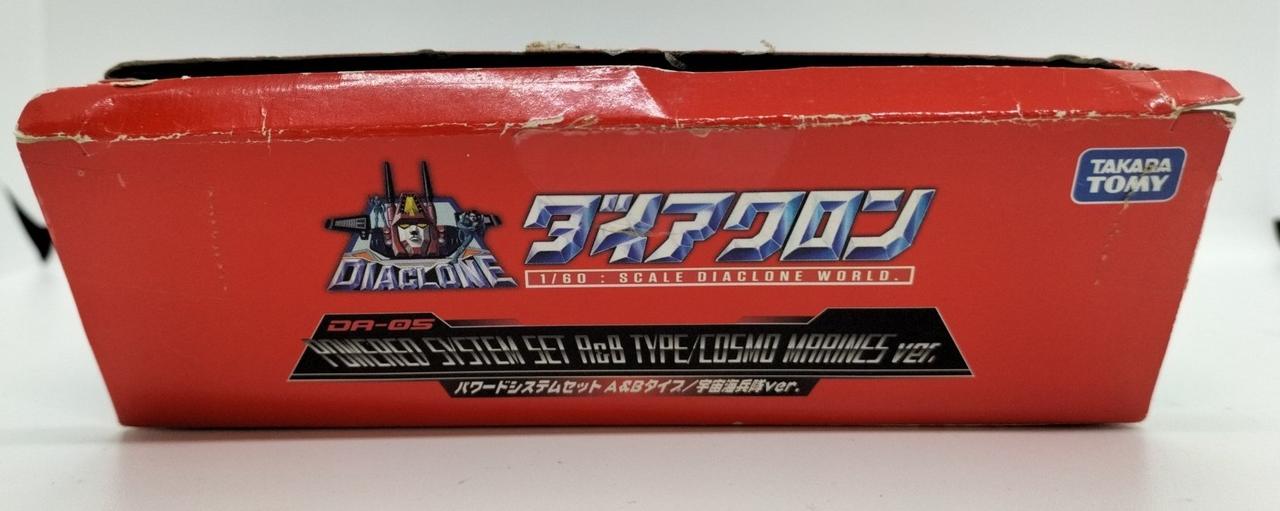 TAKARA
TOMY
DIACLONE
ダイアクロン
1/60 : SCALE DIACLONE WORLD.
DA-05
POWERED SYSTEM SET A&B TYPE/COSMO MARINES ver.
パワードシステムセット A&Bタイプ/宇宙海兵隊ver.